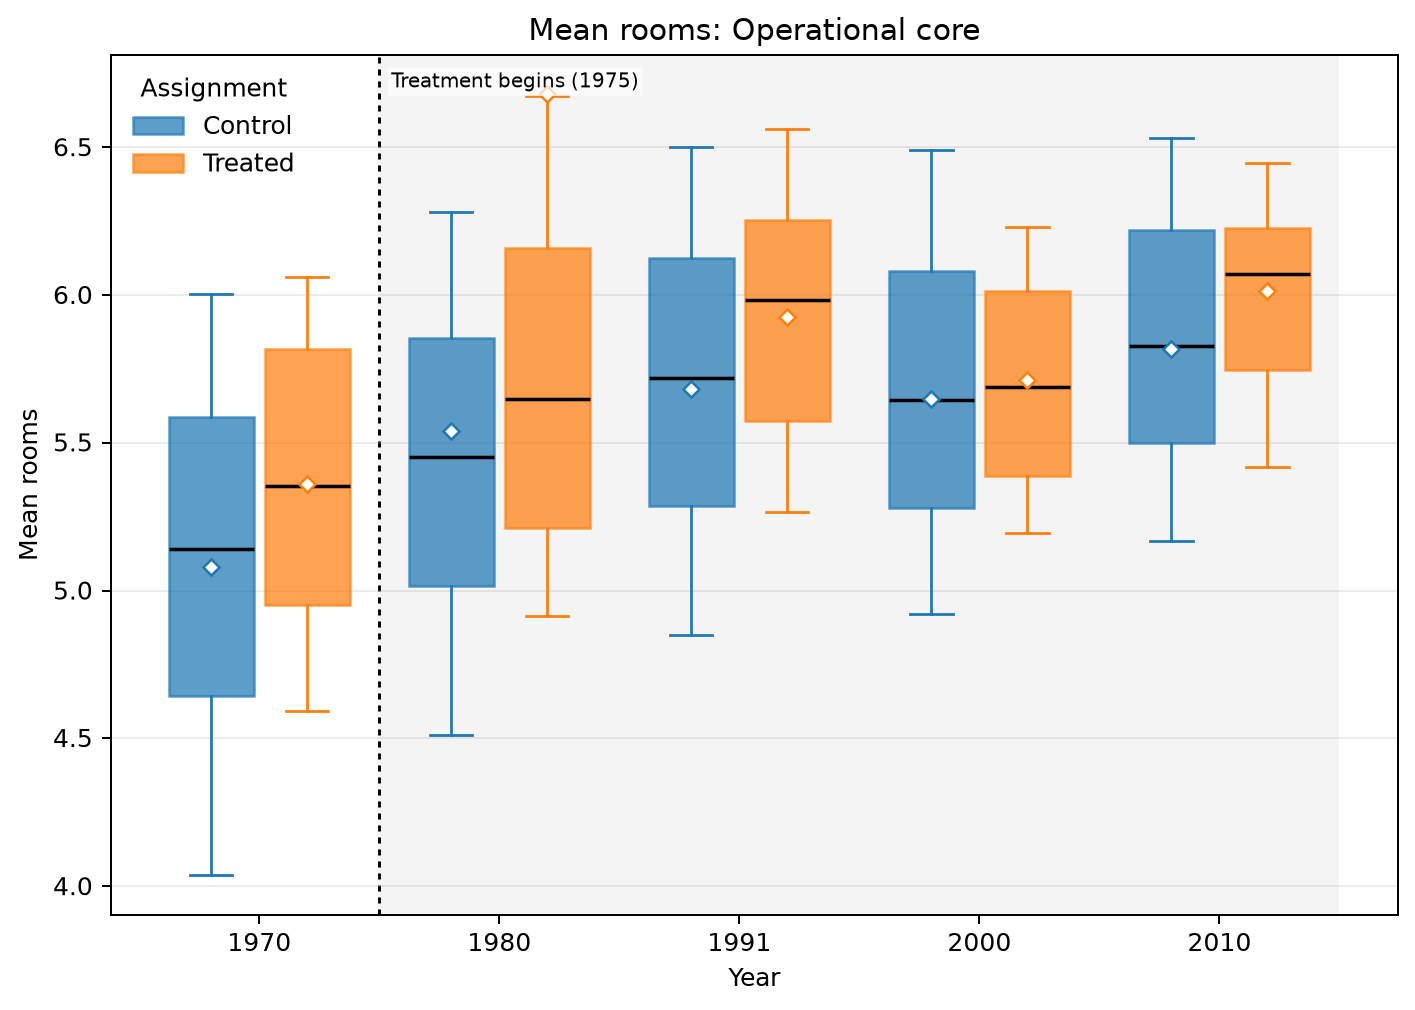 Mean rooms: Operational core
Assignment
Control
Treated
Treatment begins (1975)
Mean rooms
6.5
6.0
5.5
5.0
4.5
4.0
1970
1980
1991
2000
2010
Year